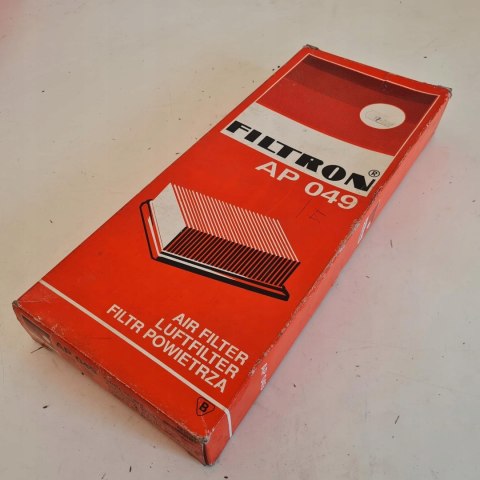 FILTRON®
AP 049
AIR FILTER
LUFTFILTER
FILTR POWIETRZA
B